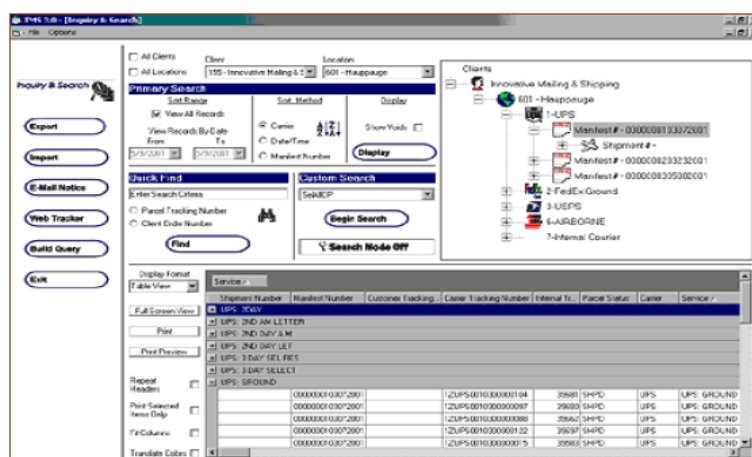 TMS 5.0 - [Inquiry & Search]
File Options
Inquiry & Search
Export
Import
E-Mail Notice
Web Tracker
Build Query
Exit
All Clients
All Locations
Client
155 - Innovative Mailing & S
Location
601 - Hauppauge
Primary Search
Sort Range
View All Records
View Records By Date
From To
5/9/2001 5/9/2001
Sort Method
Carrier
Date/Time
Manifest Number
Display
Show Voids
Display
Quick Find
Enter Search Criteria
Parcel Tracking Number
Client Order Number
Find
Custom Search
Begin Search
Search Mode Off
Clients
Innovative Mailing & Shipping
601 - Hauppauge
1-UPS
Manifest # -
Shipment # -
Manifest # -
Manifest # -
2-FedEx Ground
3-USPS
6-AIRBORNE
7-Internal Courier
Display Format
Table View
Full Screen View
Print
Print Preview
Repeat Headers
Print Selected Items Only
Fit Columns
Translate Colors
Service
Shipment Number Manifest Number Customer Tracking... Carrier Tracking Number Internal Tr... Parcel Status Carrier Service
UPS: 2DAY
UPS: 2ND AM LETTER
UPS: 2ND DAY A.M.
UPS: 2ND DAY LET
UPS: 3 DAY SEL RES
UPS: 3 DAY SELECT
UPS: GROUND
39681 SHPD UPS UPS: GROUND
SHPD UPS UPS: GROUND
39662 SHPD UPS UPS: GROUND
39697 SHPD UPS UPS: GROUND
SHPD UPS UPS: GROUND